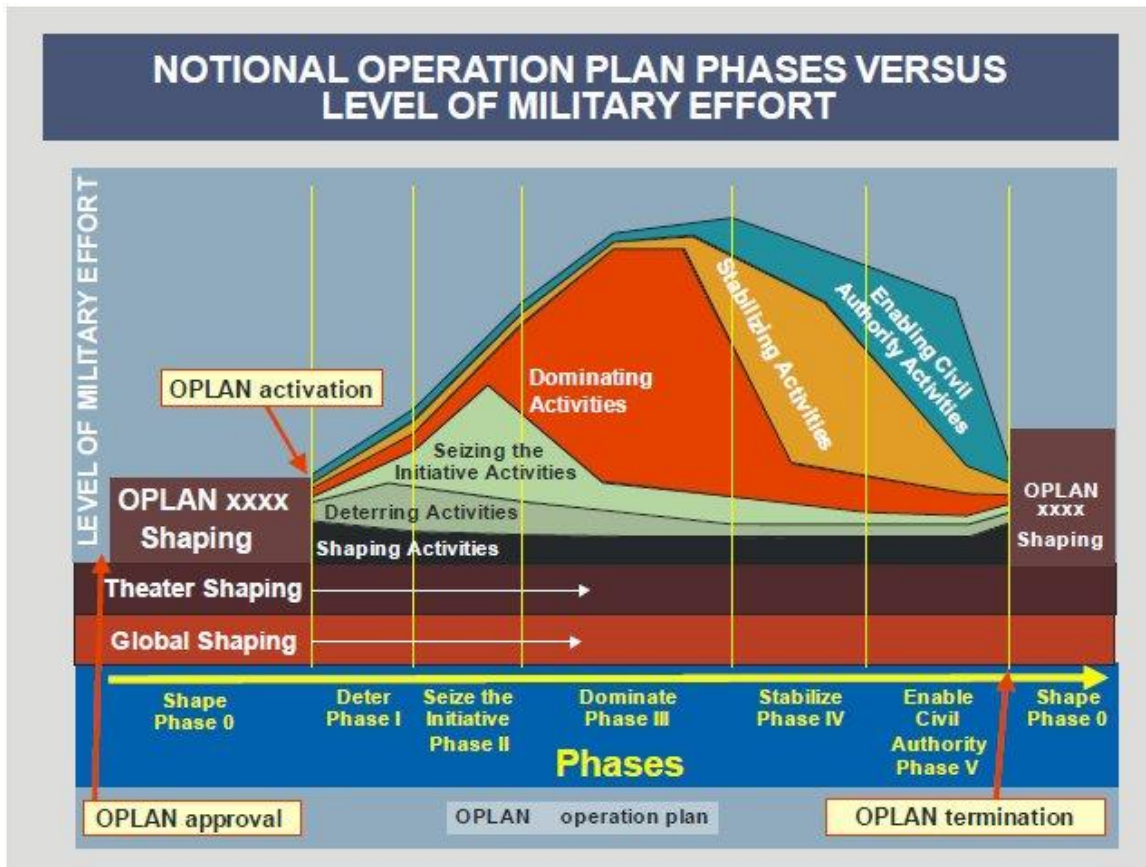 NOTIONAL OPERATION PLAN PHASES VERSUS
LEVEL OF MILITARY EFFORT
LEVEL OF MILITARY EFFORT
OPLAN activation
OPLAN xxxx
Shaping
Dominating
Activities
Stabilizing Activities
Enabling Civil
Authority Activities
Seizing the
Initiative Activities
Deterring Activities
Shaping Activities
OPLAN
xxxx
Shaping
Theater Shaping
Global Shaping
Shape
Phase 0
Deter
Phase I
Seize the
Initiative
Phase II
Dominate
Phase III
Stabilize
Phase IV
Enable
Civil
Authority
Phase V
Shape
Phase 0
Phases
OPLAN approval
OPLAN operation plan
OPLAN termination